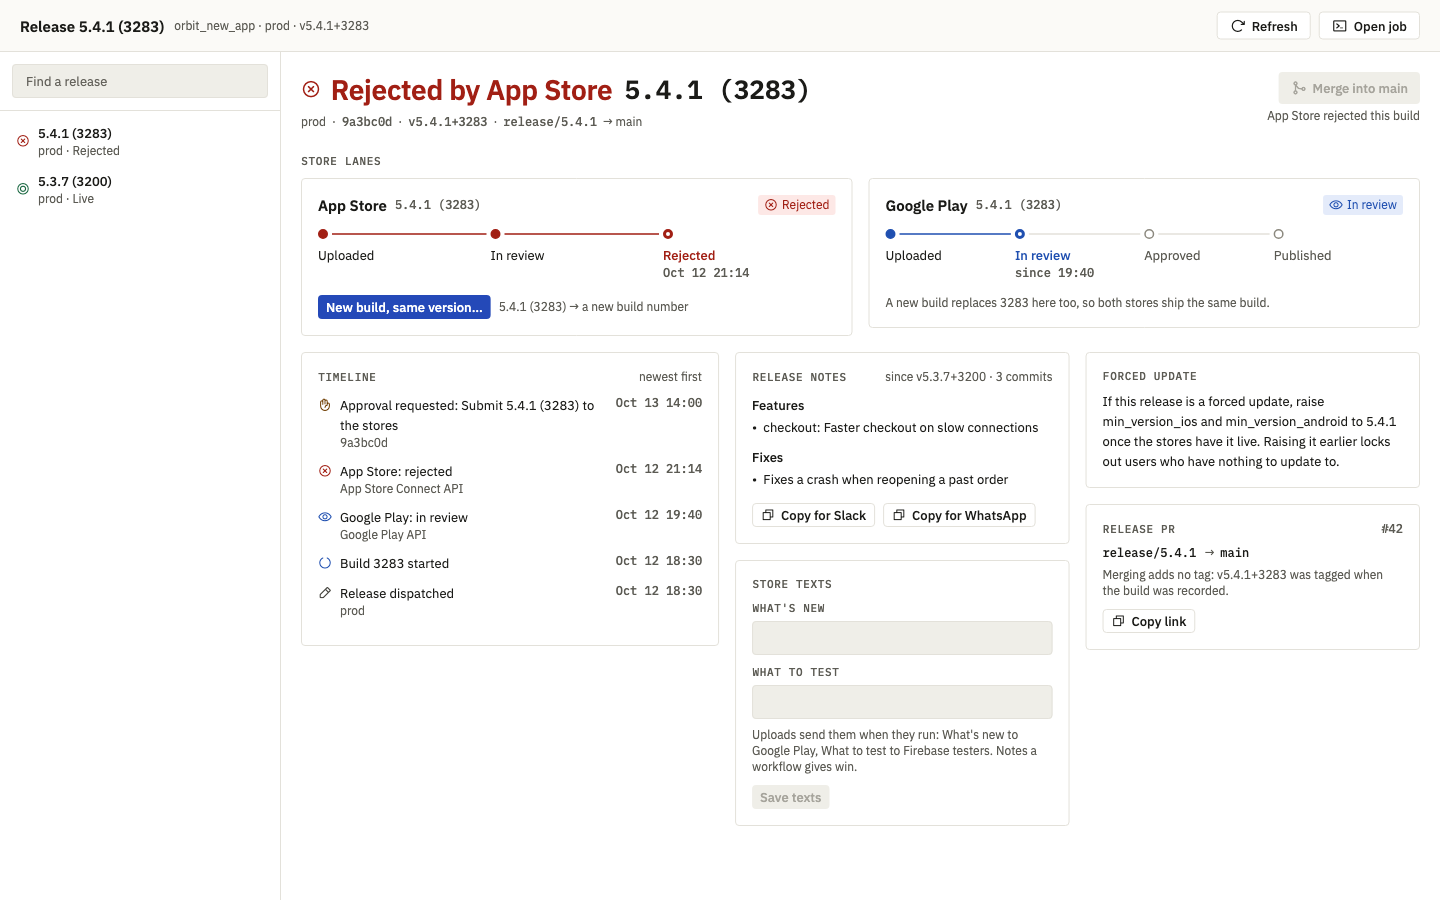 Release 5.4.1 (3283) orbit_new_app · prod · v5.4.1+3283
Refresh
Open job
Find a release
5.4.1 (3283)
prod · Rejected
5.3.7 (3200)
prod · Live
Rejected by App Store 5.4.1 (3283)
prod · 9a3bc0d · v5.4.1+3283 · release/5.4.1 → main
Merge into main
App Store rejected this build
STORE LANES
App Store 5.4.1 (3283)
Rejected
Uploaded
In review
Rejected
Oct 12 21:14
New build, same version...
5.4.1 (3283) → a new build number
Google Play 5.4.1 (3283)
In review
Uploaded
In review
since 19:40
Approved
Published
A new build replaces 3283 here too, so both stores ship the same build.
TIMELINE
newest first
Approval requested: Submit 5.4.1 (3283) to
the stores
9a3bc0d
Oct 13 14:00
App Store: rejected
App Store Connect API
Oct 12 21:14
Google Play: in review
Google Play API
Oct 12 19:40
Build 3283 started
Oct 12 18:30
Release dispatched
prod
Oct 12 18:30
RELEASE NOTES
since v5.3.7+3200 · 3 commits
Features
• checkout: Faster checkout on slow connections
Fixes
• Fixes a crash when reopening a past order
Copy for Slack
Copy for WhatsApp
STORE TEXTS
WHAT'S NEW
WHAT TO TEST
Uploads send them when they run: What's new to
Google Play, What to test to Firebase testers. Notes a
workflow gives win.
Save texts
FORCED UPDATE
If this release is a forced update, raise
min_version_ios and min_version_android to 5.4.1
once the stores have it live. Raising it earlier locks
out users who have nothing to update to.
RELEASE PR
#42
release/5.4.1 → main
Merging adds no tag: v5.4.1+3283 was tagged when
the build was recorded.
Copy link